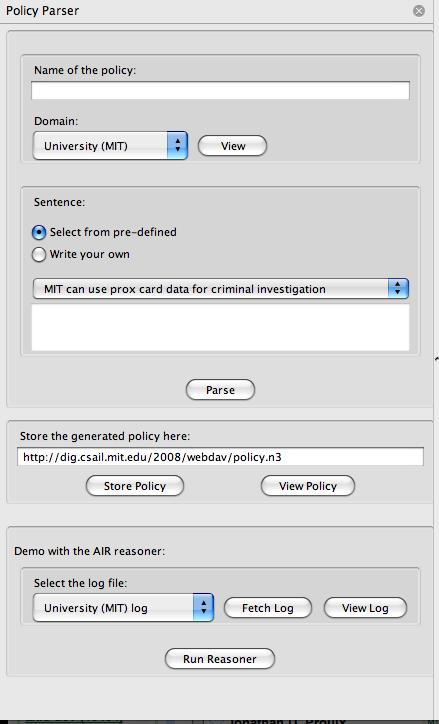 Policy Parser
Name of the policy:
Domain:
University (MIT)
View
Sentence:
Select from pre-defined
Write your own
MIT can use prox card data for criminal investigation
Parse
Store the generated policy here:
http://dig.csail.mit.edu/2008/webdav/policy.n3
Store Policy
View Policy
Demo with the AIR reasoner:
Select the log file:
University (MIT) log
Fetch Log
View Log
Run Reasoner